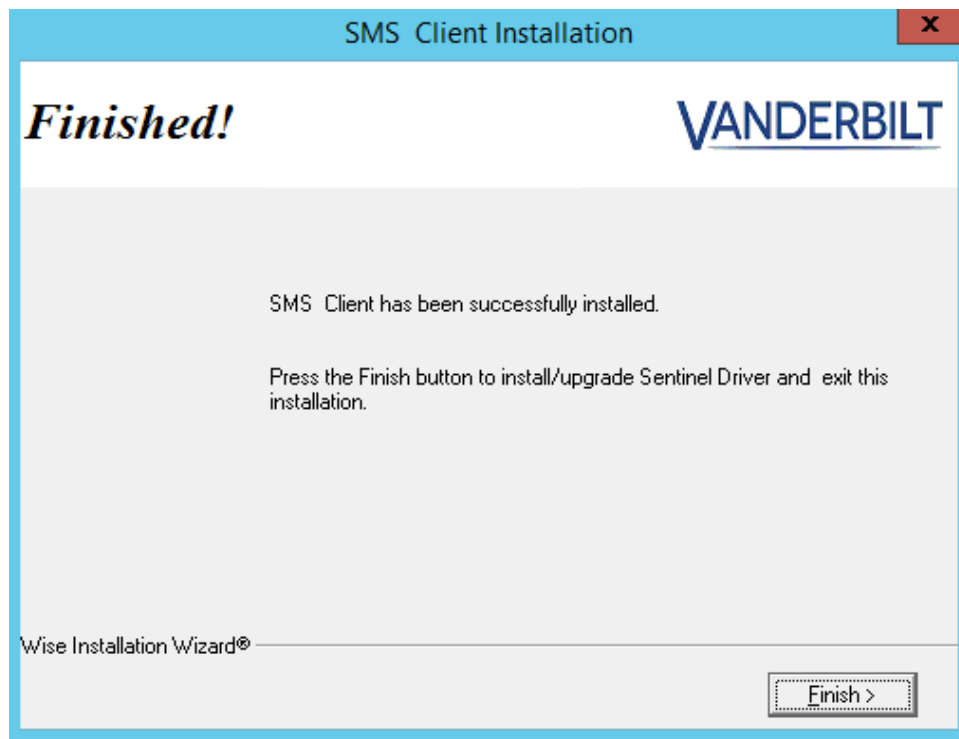 SMS  Client Installation
x
Finished!
VANDERBILT
SMS  Client has been successfully installed.
Press the Finish button to install/upgrade Sentinel Driver and  exit this
installation.
Wise Installation Wizard®
Finish >